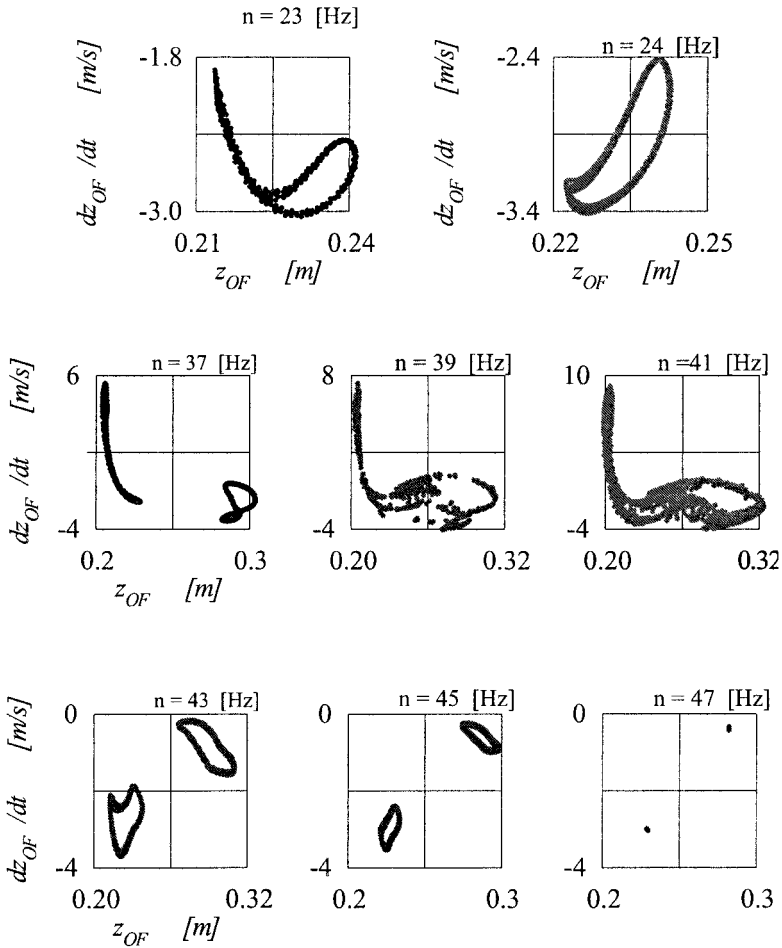 n = 23 [Hz]
-1.8
-3.0
0.21
0.24
dz_OF /dt [m/s]
z_OF [m]
n = 24 [Hz]
-2.4
-3.4
0.22
0.25
dz_OF /dt [m/s]
z_OF [m]
n = 37 [Hz]
6
-4
0.2
0.3
dz_OF /dt [m/s]
z_OF [m]
n = 39 [Hz]
8
-4
0.20
0.32
n =41 [Hz]
10
-4
0.20
0.32
n = 43 [Hz]
0
-4
0.20
0.32
dz_OF /dt [m/s]
z_OF [m]
n = 45 [Hz]
0
-4
0.2
0.3
n = 47 [Hz]
0
-4
0.2
0.3